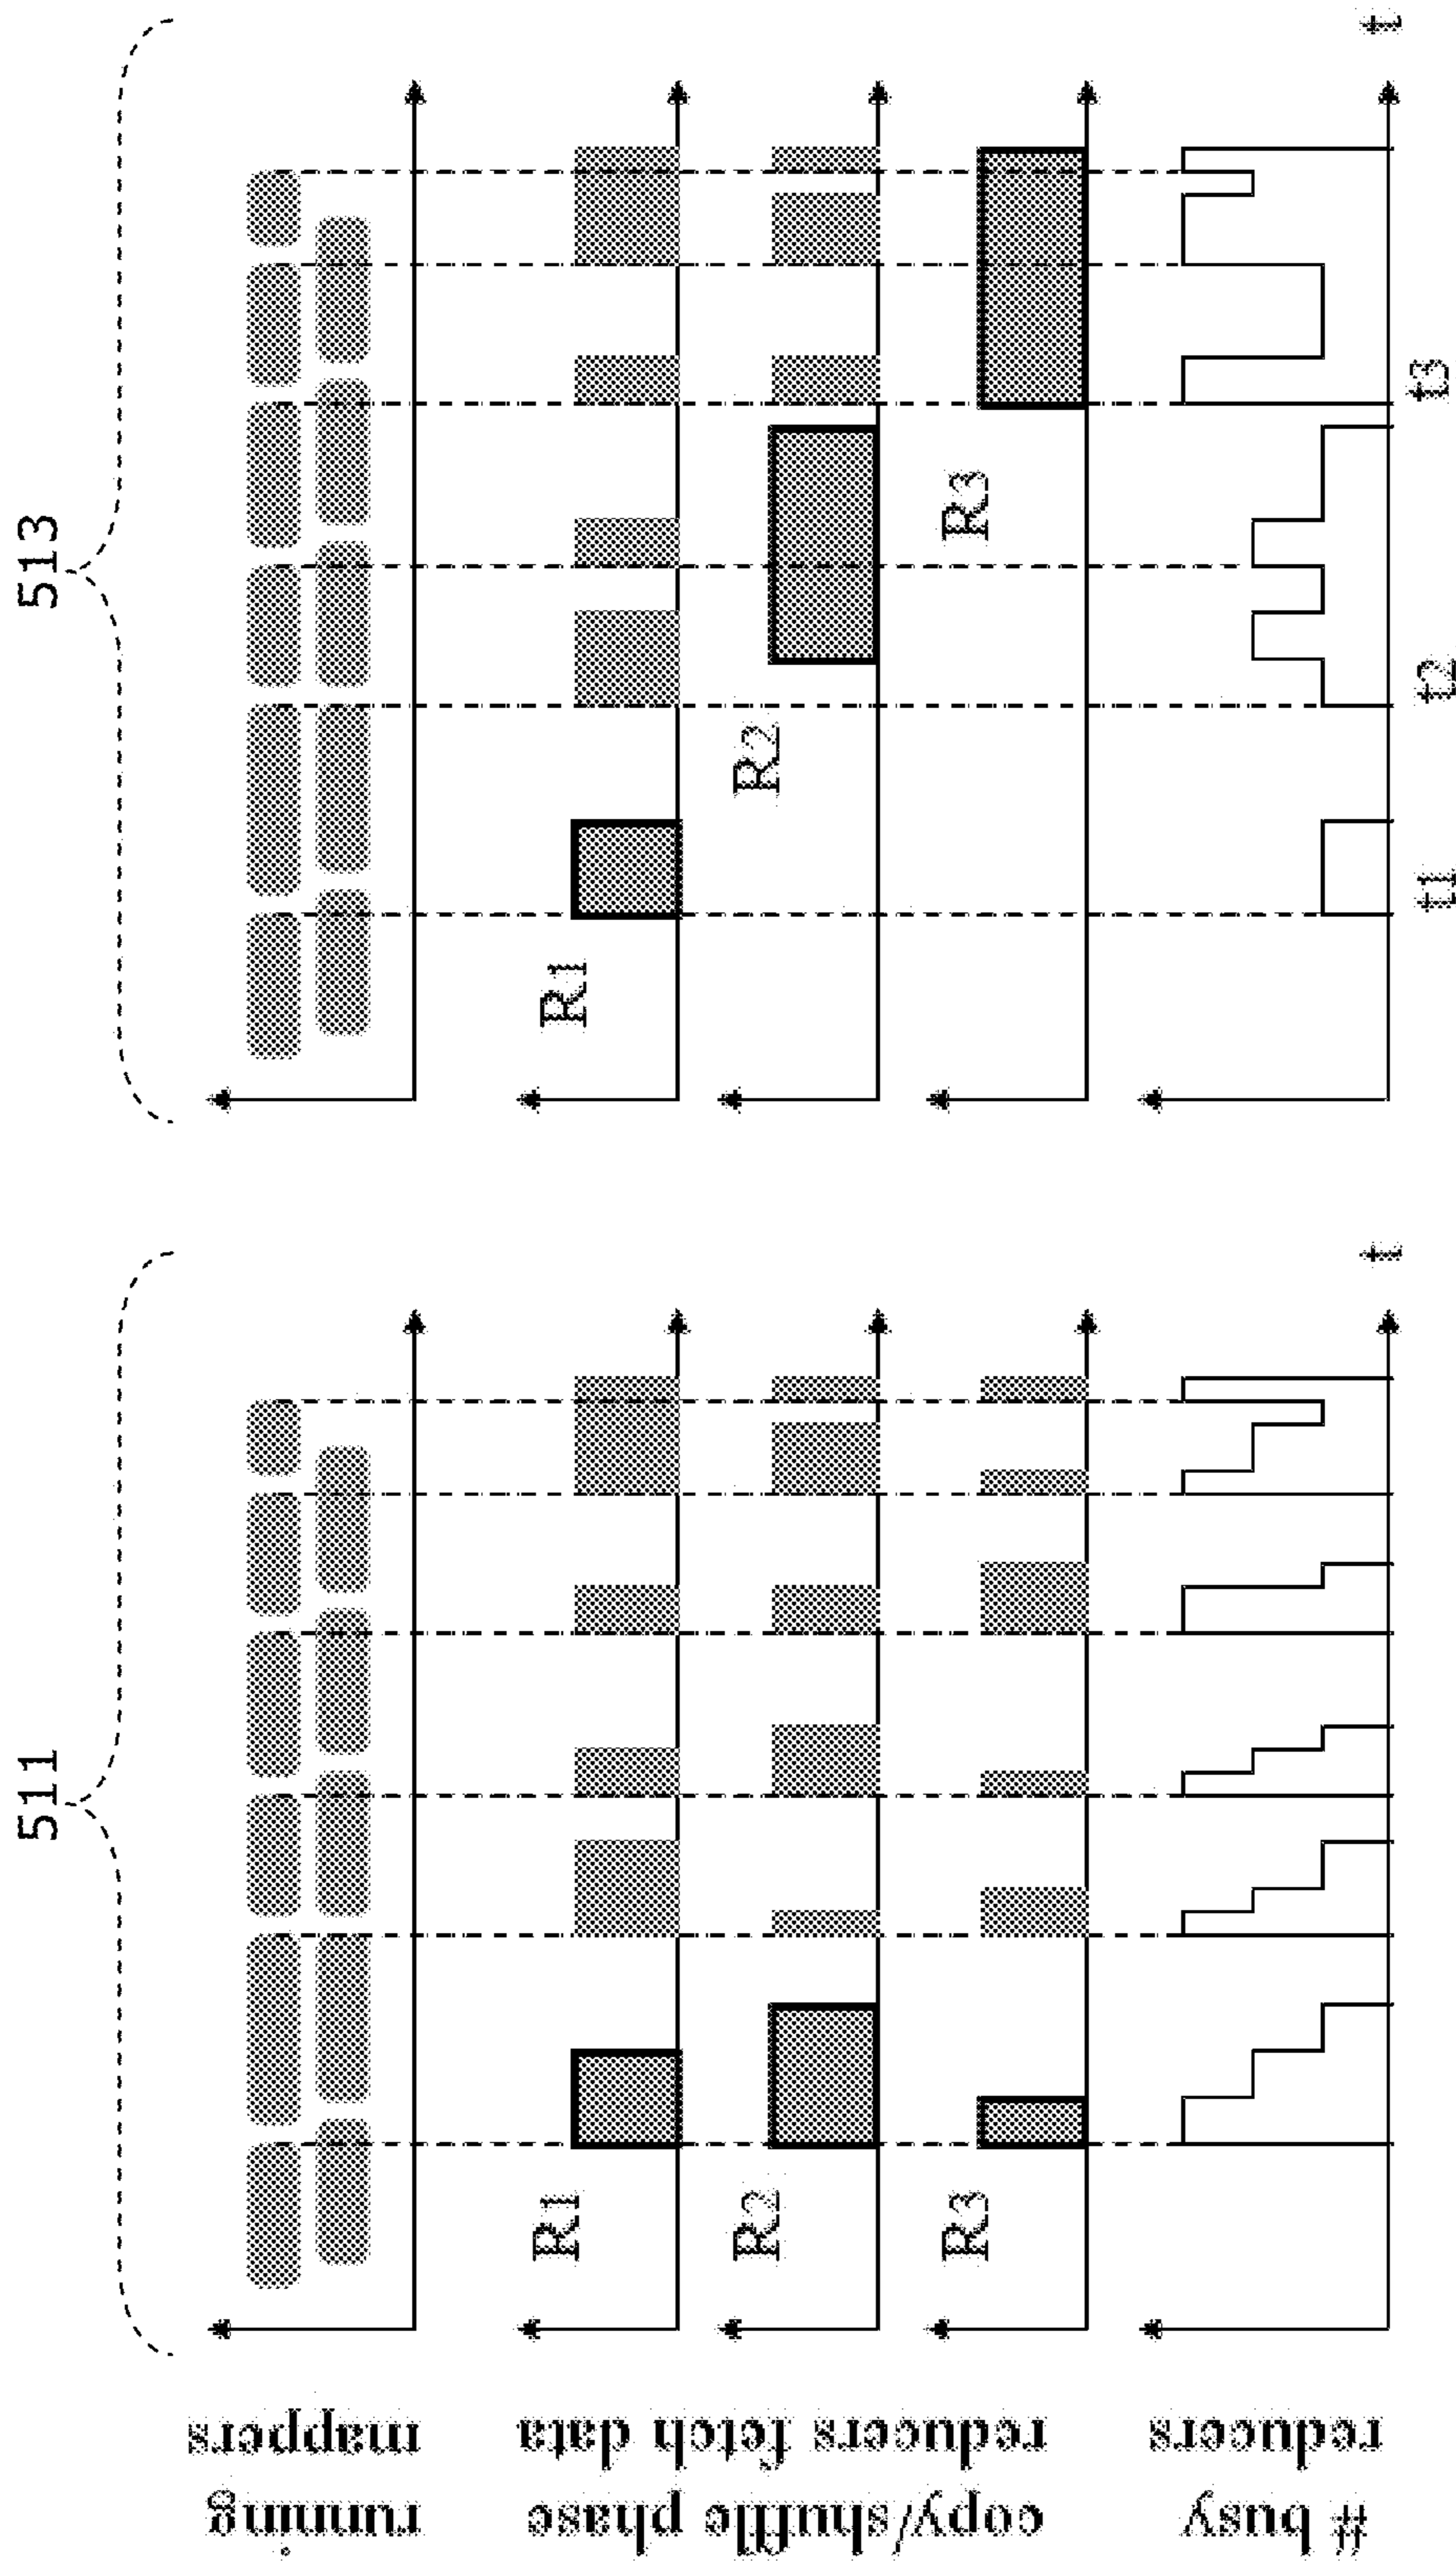 511
513
running
mappers
R1
R1
copy/shuffle phase
reducers fetch data
R2
R2
R3
R3
# busy
reducers
t
t1
t2
t3
t